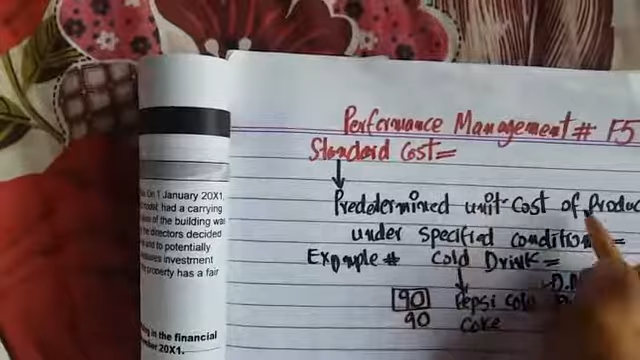 Performance Management # F5
Standard Cost=
Predetermined unit cost of Produc
under specified condition =
Example # Cold Drink =
90 Pepsi cola
90 Coke
On 1 January 20X1,
model, had a carrying
of the building was
directors decided
and to potentially
investment
property has a fair
in the financial
20X1.